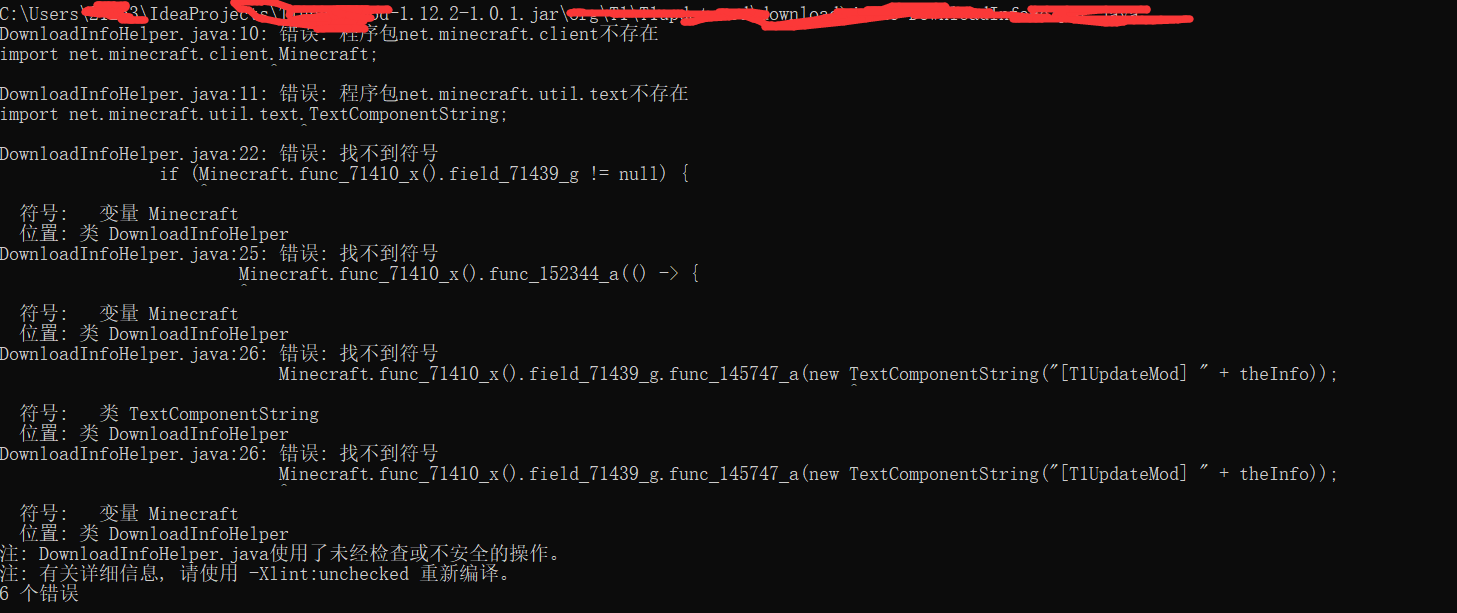 C:\Users\ 3\IdeaProjects\ d-1.12.2-1.0.1.jar\
DownloadInfoHelper.java:10: 错误: 程序包net.minecraft.client不存在
import net.minecraft.client.Minecraft;
^
DownloadInfoHelper.java:11: 错误: 程序包net.minecraft.util.text不存在
import net.minecraft.util.text.TextComponentString;
^
DownloadInfoHelper.java:22: 错误: 找不到符号
if (Minecraft.func_71410_x().field_71439_g != null) {
^
符号:   变量 Minecraft
位置: 类 DownloadInfoHelper
DownloadInfoHelper.java:25: 错误: 找不到符号
Minecraft.func_71410_x().func_152344_a(() -> {
^
符号:   变量 Minecraft
位置: 类 DownloadInfoHelper
DownloadInfoHelper.java:26: 错误: 找不到符号
Minecraft.func_71410_x().field_71439_g.func_145747_a(new TextComponentString("[T1UpdateMod] " + theInfo));
^
符号:   类 TextComponentString
位置: 类 DownloadInfoHelper
DownloadInfoHelper.java:26: 错误: 找不到符号
Minecraft.func_71410_x().field_71439_g.func_145747_a(new TextComponentString("[T1UpdateMod] " + theInfo));
^
符号:   变量 Minecraft
位置: 类 DownloadInfoHelper
注: DownloadInfoHelper.java使用了未经检查或不安全的操作。
注: 有关详细信息, 请使用 -Xlint:unchecked 重新编译。
6 个错误